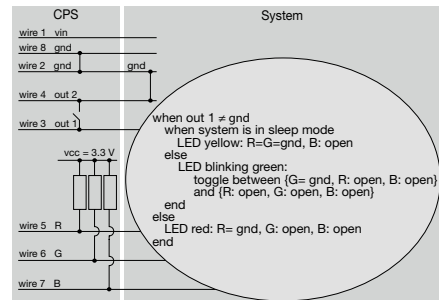 CPS
System
wire 1 vin
wire 8 gnd
wire 2 gnd
gnd
wire 4 out 2
wire 3 out 1
vcc = 3.3 V
wire 5 R
wire 6 G
wire 7 B
when out 1 ≠ gnd
when system is in sleep mode
LED yellow: R=G=gnd, B: open
else
LED blinking green:
toggle between {G= gnd, R: open, B: open}
and {R: open, G: open, B: open}
end
else
LED red: R= gnd, G: open, B: open
end